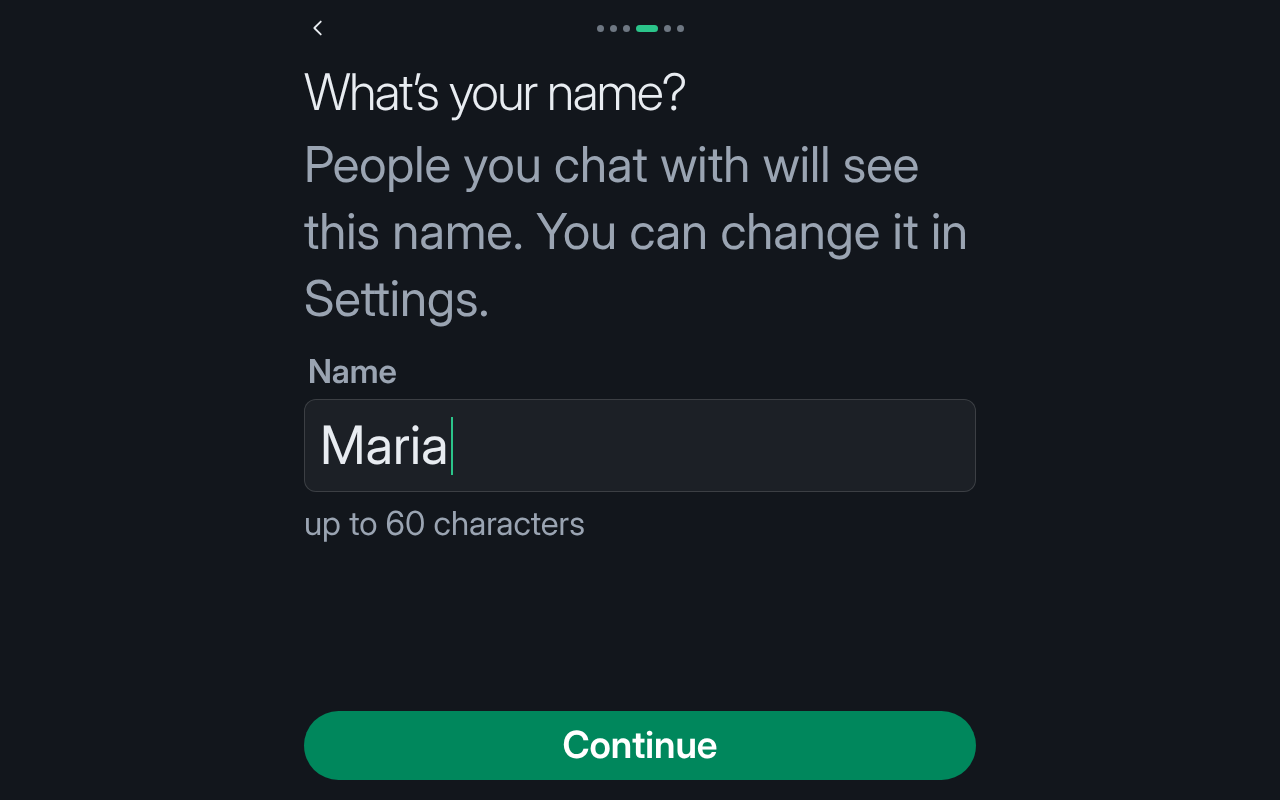 What's your name?
People you chat with will see
this name. You can change it in
Settings.
Name
Maria
up to 60 characters
Continue